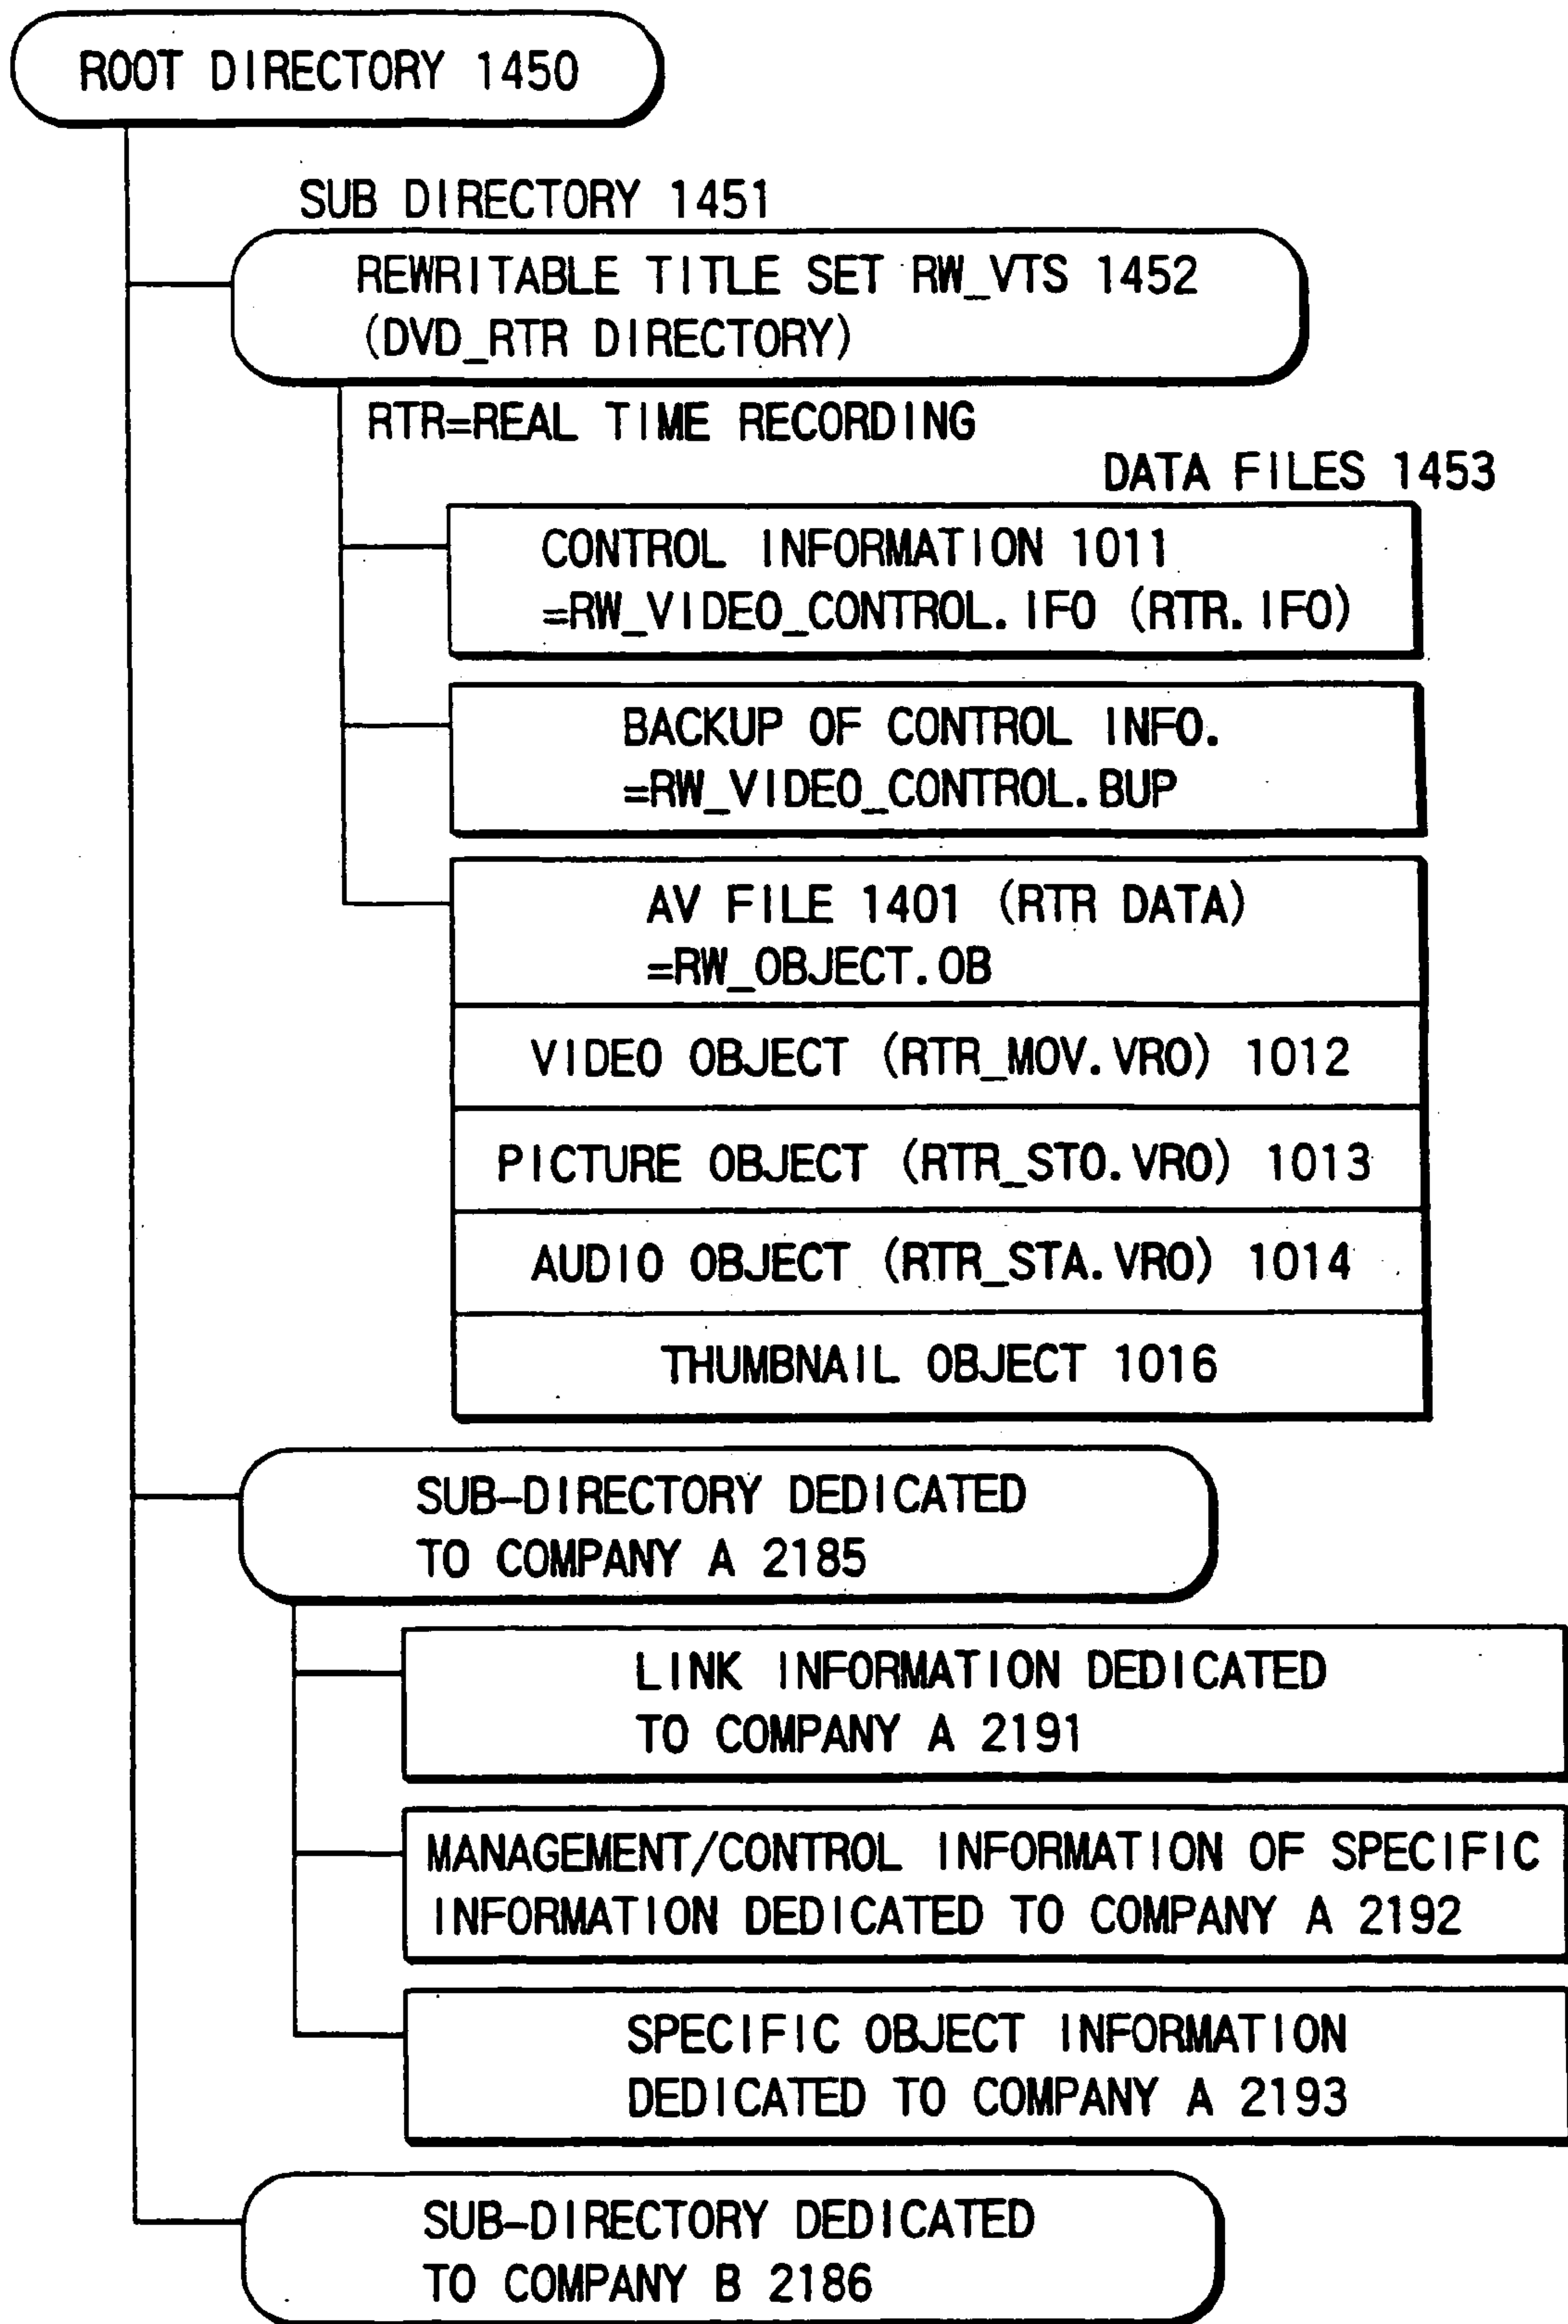 ROOT DIRECTORY 1450
SUB DIRECTORY 1451
REWRITABLE TITLE SET RW_VTS 1452
(DVD_RTR DIRECTORY)
RTR=REAL TIME RECORDING
DATA FILES 1453
CONTROL INFORMATION 1011
=RW_VIDEO_CONTROL.IFO (RTR.IFO)
BACKUP OF CONTROL INFO.
=RW_VIDEO_CONTROL.BUP
AV FILE 1401 (RTR DATA)
=RW_OBJECT.OB
VIDEO OBJECT (RTR_MOV.VRO) 1012
PICTURE OBJECT (RTR_STO.VRO) 1013
AUDIO OBJECT (RTR_STA.VRO) 1014
THUMBNAIL OBJECT 1016
SUB-DIRECTORY DEDICATED
TO COMPANY A 2185
LINK INFORMATION DEDICATED
TO COMPANY A 2191
MANAGEMENT/CONTROL INFORMATION OF SPECIFIC
INFORMATION DEDICATED TO COMPANY A 2192
SPECIFIC OBJECT INFORMATION
DEDICATED TO COMPANY A 2193
SUB-DIRECTORY DEDICATED
TO COMPANY B 2186